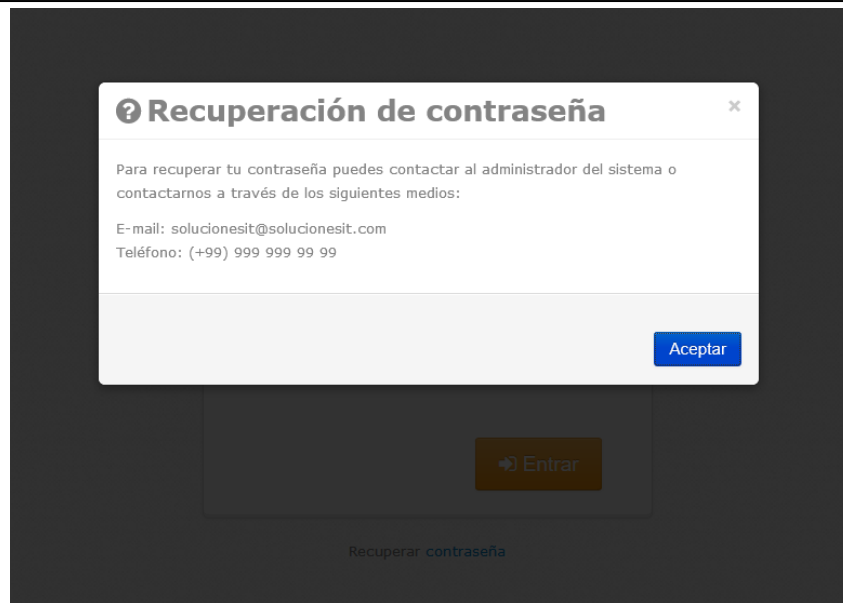 Recuperación de contraseña
×
Para recuperar tu contraseña puedes contactar al administrador del sistema o
contactarnos a través de los siguientes medios:
E-mail: solucionesit@solucionesit.com
Teléfono: (+99) 999 999 99 99
Aceptar
Entrar
Recuperar contraseña